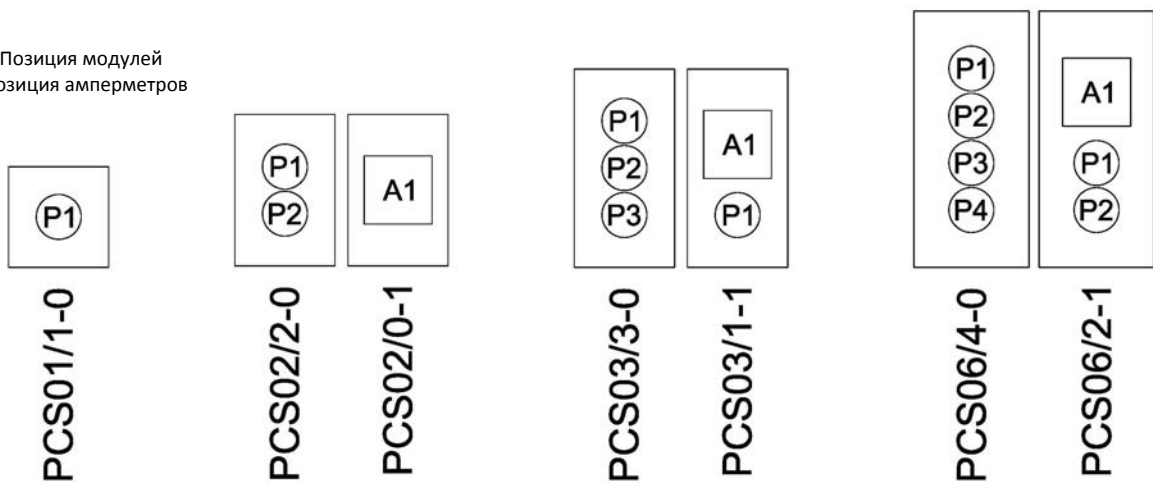 Позиция модулей
озиция амперметров
P1
PCS01/1-0
P1
P2
PCS02/2-0
A1
PCS02/0-1
P1
P2
P3
PCS03/3-0
A1
P1
PCS03/1-1
P1
P2
P3
P4
PCS06/4-0
A1
P1
P2
PCS06/2-1